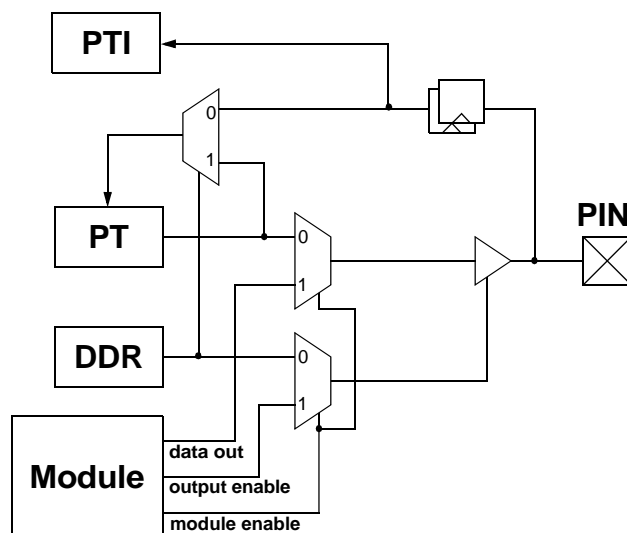 PTI
0
1
PT
PIN
0
1
DDR
0
1
Module
data out
output enable
module enable